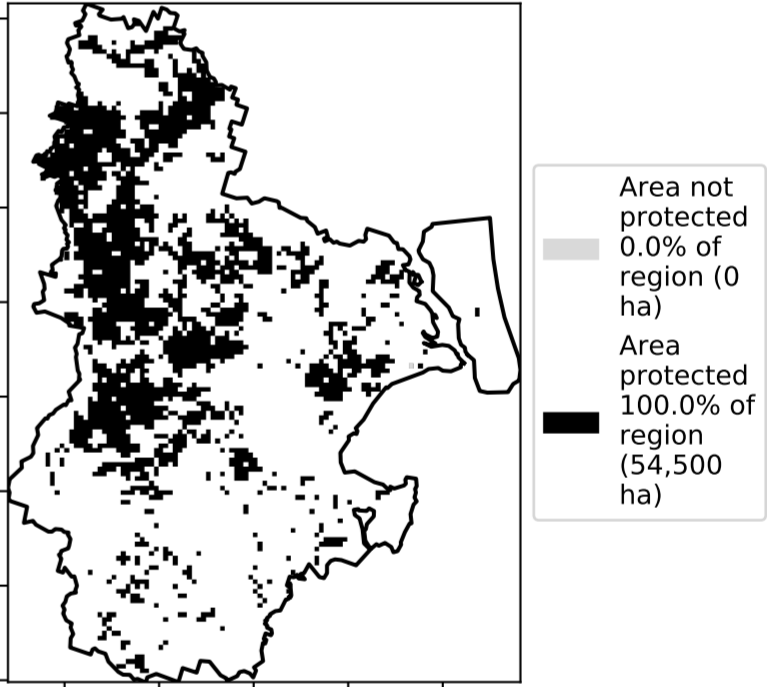 Area not
protected
0.0% of
region (0
ha)
Area
protected
100.0% of
region
(54,500
ha)